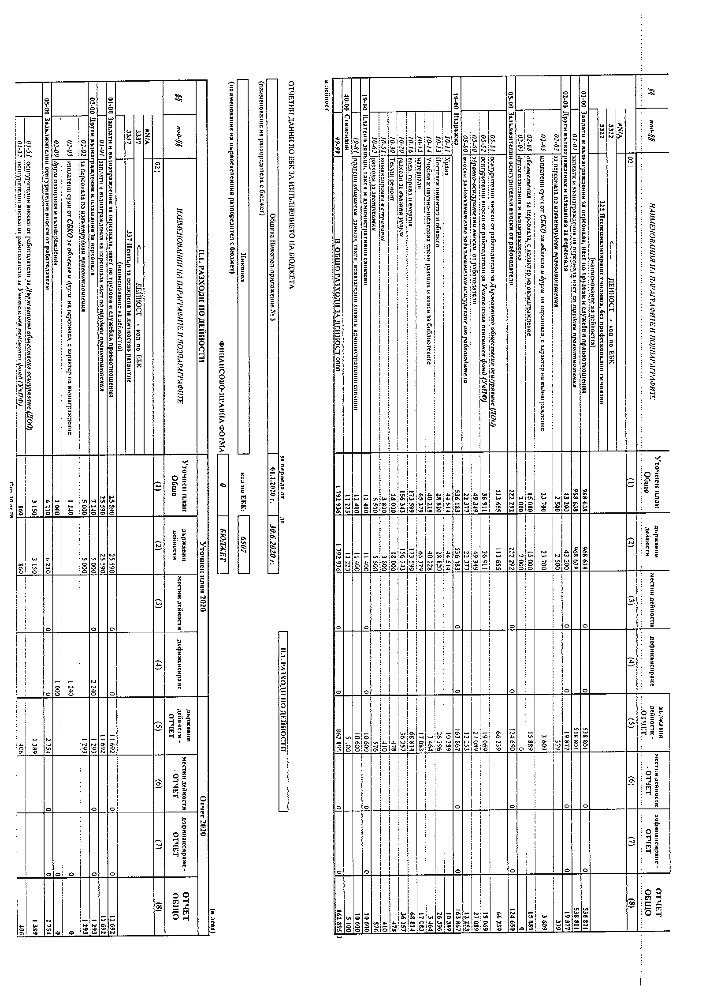 §§ под-§§ НАИМЕНОВАНИЯ НА ПАРАГРАФИТЕ И ПОДПАРАГРАФИТЕ Уточнен план Общо държавни дейности местни дейности дофинансиране държавни дейности - ОТЧЕТ местни дейности - ОТЧЕТ дофинансиране - ОТЧЕТ ОТЧЕТ ОБЩО
02 (1) (2) (3) (4) (5) (6) (7) (8)
#N/A
3322 <----- ДЕЙНОСТ - код по ЕБК
3322 322 Неспециализирани училища, без професионални гимназии
(наименование на дейността)
01-00 Заплати и възнаграждения за персонала, нает по трудови и служебни правоотношения 968 638 968 638 0 0 538 801 0 0 538 801
01-01 заплати и възнаграждения на персонала нает по трудови правоотношения 968 638 968 638 538 801 538 801
02-00 Други възнаграждения и плащания за персонала 43 200 43 200 0 0 19 877 0 0 19 877
02-02 за персонала по извънтрудови правоотношения 2 500 2 500 379 379
02-05 изплатени суми от СБКО за облекло и други на персонала, с характер на възнаграждение 23 700 23 700 3 609 3 609
02-08 обезщетения за персонала, с характер на възнаграждение 15 000 15 000 15 889 15 889
02-09 други плащания и възнаграждения 2 000 2 000 0 0
05-00 Задължителни осигурителни вноски от работодатели 222 292 222 292 0 0 124 650 0 0 124 650
05-51 осигурителни вноски от работодатели за Държавното обществено осигуряване (ДОО) 113 655 113 655 66 239 66 239
05-52 осигурителни вноски от работодатели за Учителския пенсионен фонд (УчПФ) 36 911 36 911 19 069 19 069
05-60 здравно-осигурителни вноски от работодатели 49 349 49 349 27 089 27 089
05-80 вноски за допълнително задължително осигуряване от работодатели 22 377 22 377 12 253 12 253
10-00 Издръжка 536 183 536 183 0 0 163 867 0 0 163 867
10-11 Храна 44 514 44 514 10 389 10 389
10-13 Постелен инвентар и облекло 28 820 28 820 26 396 26 396
10-14 Учебни и научно-изследователски разходи и книги за библиотеките 40 228 40 228 3 464 3 464
10-15 материали 65 379 65 379 17 083 17 083
10-16 вода, горива и енергия 173 599 173 599 68 814 68 814
10-20 разходи за външни услуги 156 343 156 343 36 257 36 257
10-30 Текущ ремонт 18 000 18 000 478 478
10-51 командировки в страната 3 800 3 800 410 410
10-62 разходи за застраховки 5 500 5 500 576 576
19-00 Платени данъци, такси и административни санкции 11 400 11 400 0 0 10 600 0 0 10 600
19-81 платени общински данъци, такси, наказателни лихви и административни санкции 11 400 11 400 10 600 10 600
40-00 Стипендии 11 223 11 223 5 100 5 100
99-99 II. ОБЩО РАЗХОДИ ЗА ДЕЙНОСТ 0000 1 792 936 1 792 936 0 0 862 895 0 0 862 895 3
а дейност
ОТЧЕТНИ ДАННИ ПО ЕБК ЗА ИЗПЪЛНЕНИЕТО НА БЮДЖЕТА
за периода от до II.1. РАЗХОДИ ПО ДЕЙНОСТИ
Община Никопол-приложение № 3 01.1.2020 г. 30.6.2020 г.
(наименование на разпоредителя с бюджет)
Никопол код по ЕБК: 6507
(наименование на първостепенния разпоредител с бюджет)
ФИНАНСОВО-ПРАВНА ФОРМА 0 БЮДЖЕТ
(в лева)
II.1. РАЗХОДИ ПО ДЕЙНОСТИ Уточнен план 2020 Отчет 2020
§§ под-§§ НАИМЕНОВАНИЯ НА ПАРАГРАФИТЕ И ПОДПАРАГРАФИТЕ Уточнен план Общо държавни дейности местни дейности дофинансиране държавни дейности - ОТЧЕТ местни дейности - ОТЧЕТ дофинансиране - ОТЧЕТ ОТЧЕТ ОБЩО
02 (1) (2) (3) (4) (5) (6) (7) (8)
#N/A
3337 <----- ДЕЙНОСТ - код по ЕБК
3337 337 Център за подкрепа за личностно развитие
(наименование на дейността)
01-00 Заплати и възнаграждения за персонала, нает по трудови и служебни правоотношения 25 590 25 590 0 0 11 692 0 0 11 692
01-01 заплати и възнаграждения на персонала нает по трудови правоотношения 25 590 25 590 11 692 11 692
02-00 Други възнаграждения и плащания за персонала 7 240 5 000 0 2 240 1 293 0 0 1 293
02-02 за персонала по извънтрудови правоотношения 5 000 5 000 1 293 1 293
02-05 изплатени суми от СБКО за облекло и други на персонала, с характер на възнаграждение 1 240 1 240 0 0
02-09 други плащания и възнаграждения 1 000 1 000 0 0
05-00 Задължителни осигурителни вноски от работодатели 6 210 6 210 0 0 2 754 0 0 2 754
05-51 осигурителни вноски от работодатели за Държавното обществено осигуряване (ДОО) 3 150 3 150 1 389 1 389
05-52 осигурителни вноски от работодатели за Учителския пенсионен фонд (УчПФ) 860 860 406 406